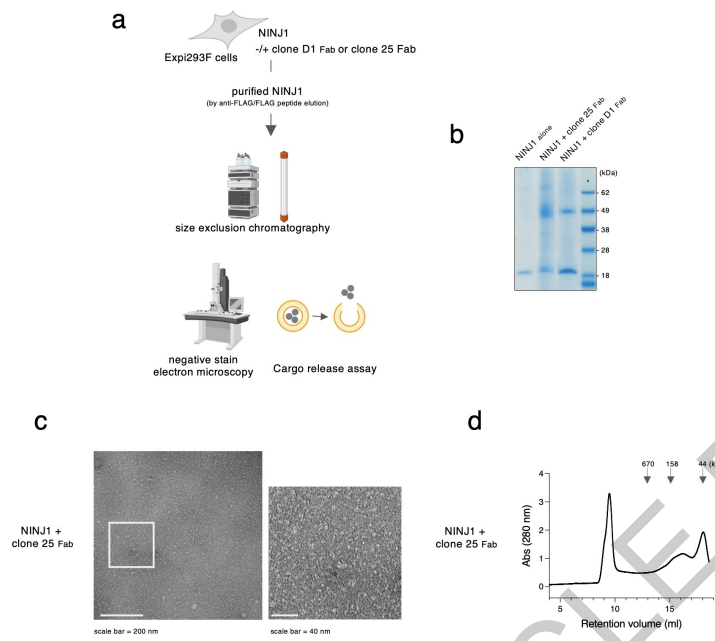 a
NINJ1
-/+ clone D1 Fab or clone 25 Fab
Expi293F cells
purified NINJ1
(by anti-FLAG/FLAG peptide elution)
size exclusion chromatography
negative stain
electron microscopy
Cargo release assay
b
NINJ1 alone
NINJ1 + clone 25 Fab
NINJ1 + clone D1 Fab
(kDa)
62
49
38
28
18
c
NINJ1 +
clone 25 Fab
scale bar = 200 nm
scale bar = 40 nm
d
NINJ1 +
clone 25 Fab
670 158 44 (k
Abs (280 nm)
4
3
2
1
0
5 10 15
Retention volume (ml)
CLE